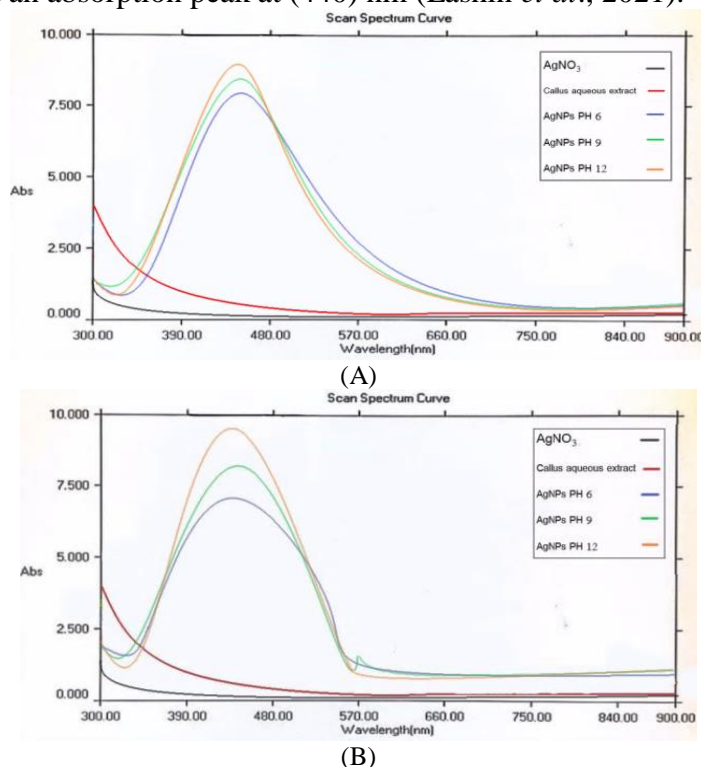 an absorption peak at (440) nm (Lashin et al., 2021).
Scan Spectrum Curve
10.000
7.500
5.000
2.500
0.000
Abs
AgNO3
Callus aqueous extract
AgNPs PH 6
AgNPs PH 9
AgNPs PH 12
300.00 390.00 480.00 570.00 660.00 750.00 840.00 900.00
Wavelength(nm)
(A)
Scan Spectrum Curve
10.000
7.500
5.000
2.500
0.000
Abs
AgNO3
Callus aqueous extract
AgNPs PH 6
AgNPs PH 9
AgNPs PH 12
300.00 390.00 480.00 570.00 660.00 750.00 840.00 900.00
Wavelength(nm)
(B)